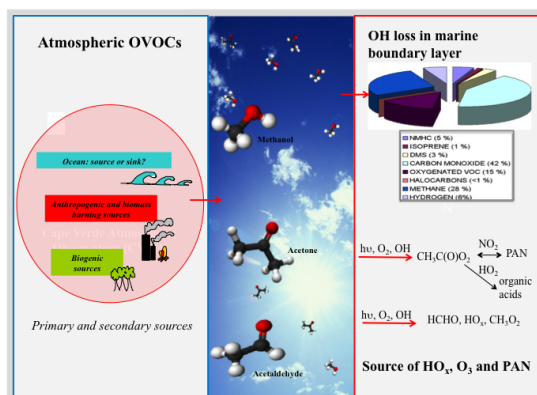 Atmospheric OVOCs
Ocean: source or sink?
Anthropogenic and biomass
burning sources
Biogenic
sources
Primary and secondary sources
Methanol
Acetone
Acetaldehyde
OH loss in marine
boundary layer
NMHC (5 %)
ISOPRENE (1 %)
DMS (3 %)
CARBON MONOXIDE (42 %)
OXYGENATED VOC (15 %)
HALOCARBONS (<1 %)
METHANE (28 %)
HYDROGEN (6%)
hυ, O₂, OH
CH₃C(O)O₂
NO₂
PAN
HO₂
organic
acids
hυ, O₂, OH
HCHO, HOₓ, CH₃O₂
Source of HOₓ, O₃ and PAN